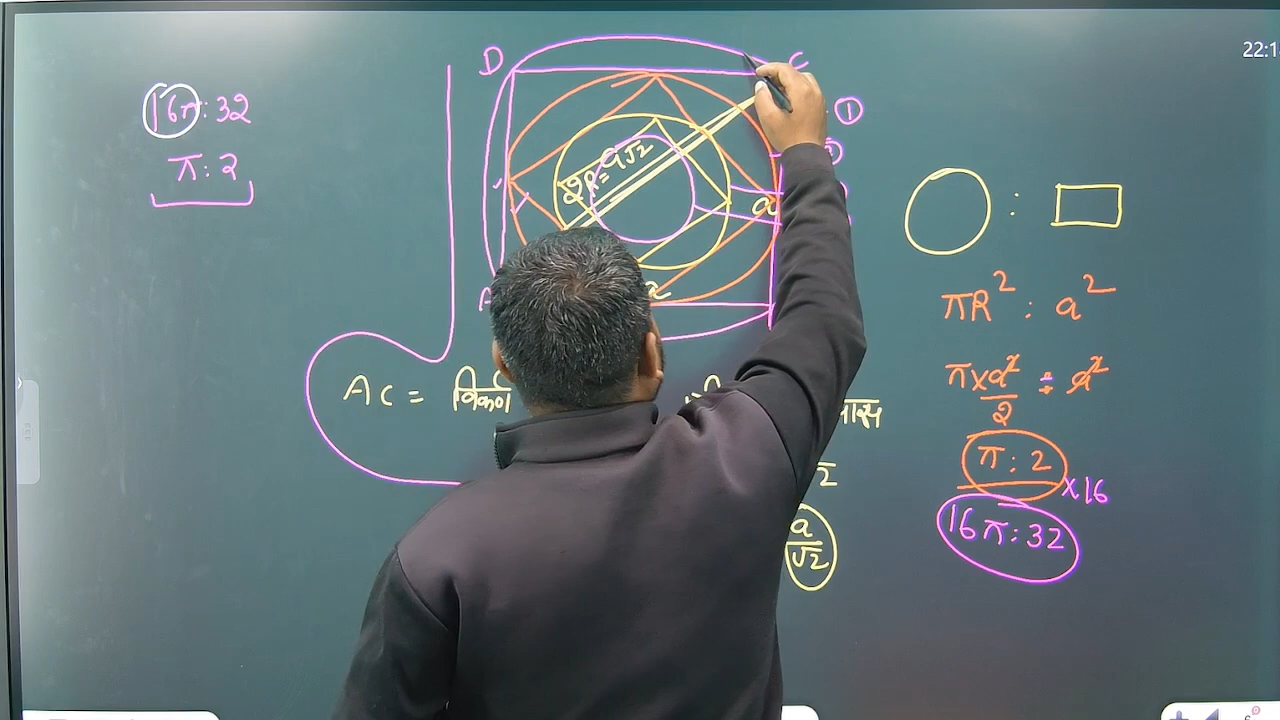 22:1
D
C
16π : 32
π : 2
①
2R = a√2
a
a
πR² : a²
AC = विकर्ण
π × a² / 2 ÷ a²
π : 2
× 16
a / √2
16π : 32